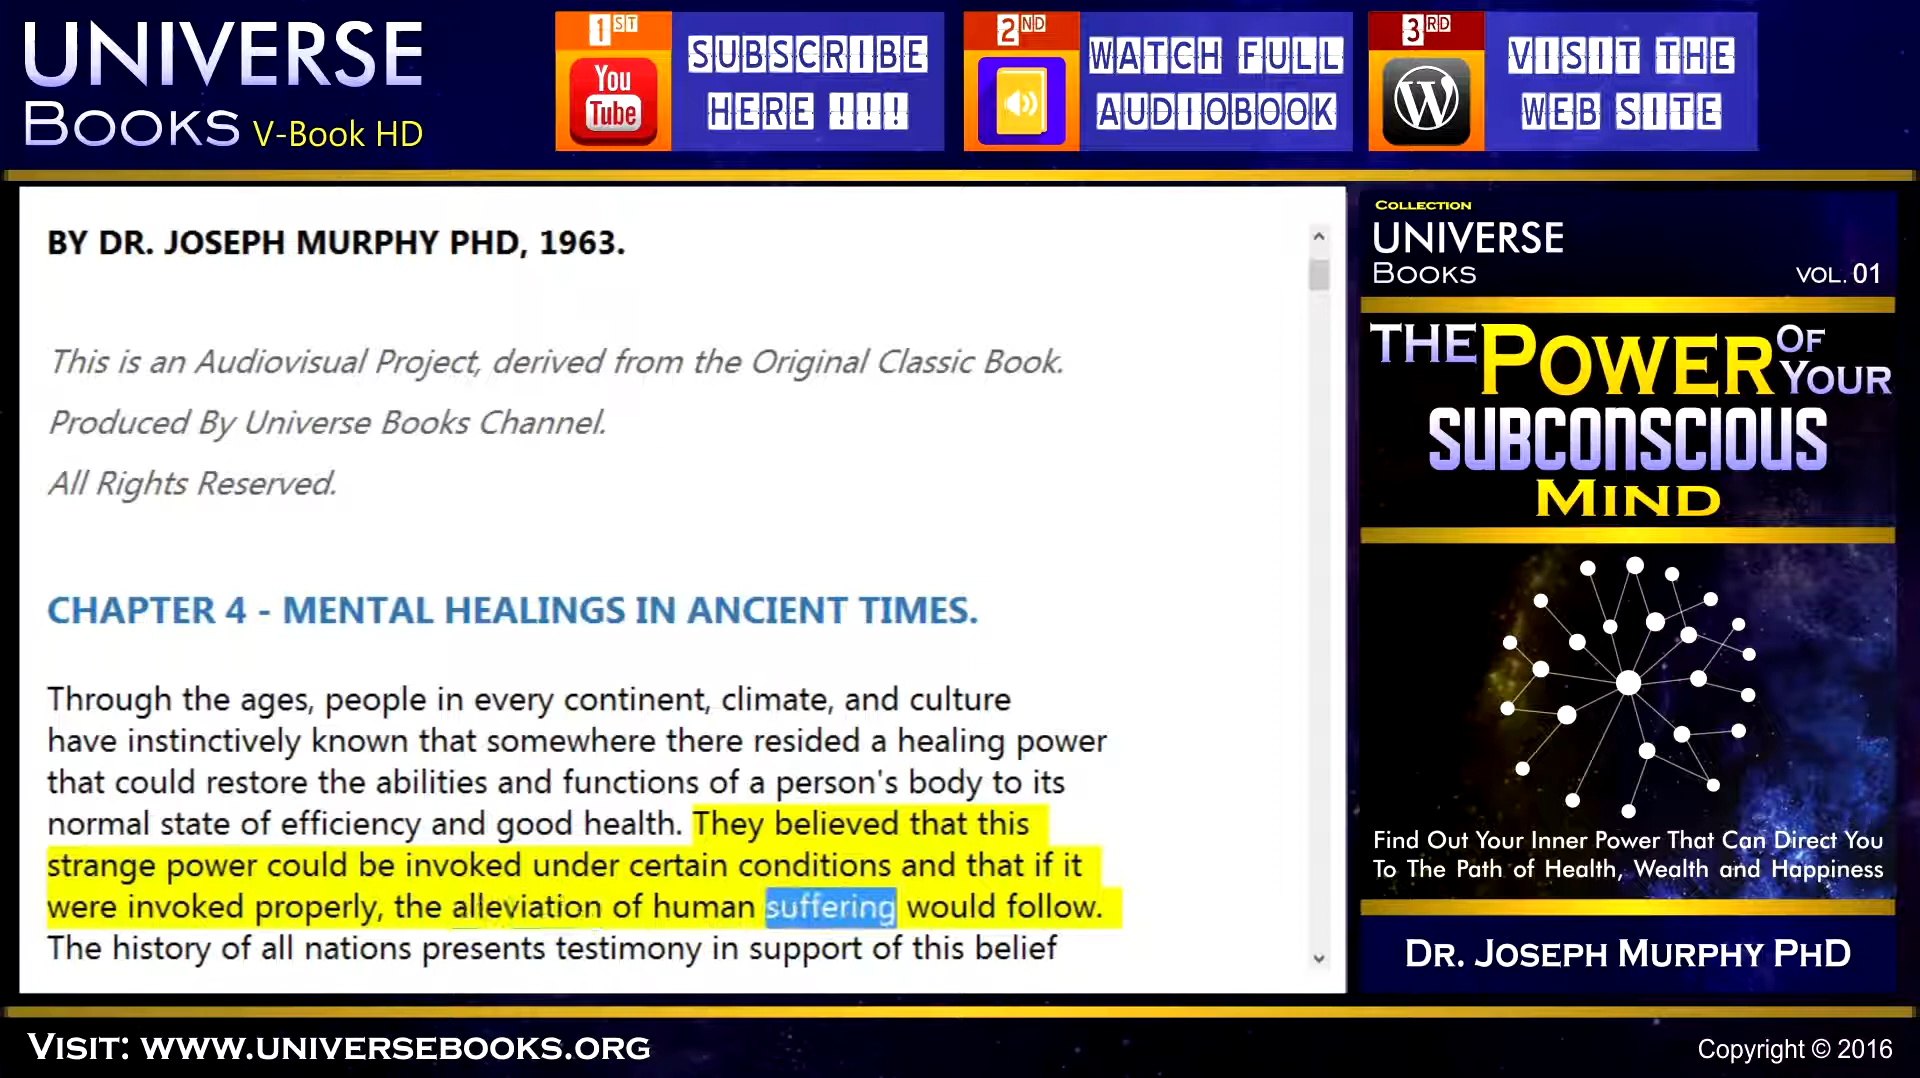 UNIVERSE
BOOKS V-Book HD
1ST
You
Tube
SUBSCRIBE
HERE !!!
2ND
WATCH FULL
AUDIOBOOK
3RD
VISIT THE
WEB SITE
BY DR. JOSEPH MURPHY PHD, 1963.
This is an Audiovisual Project, derived from the Original Classic Book.
Produced By Universe Books Channel.
All Rights Reserved.
CHAPTER 4 - MENTAL HEALINGS IN ANCIENT TIMES.
Through the ages, people in every continent, climate, and culture
have instinctively known that somewhere there resided a healing power
that could restore the abilities and functions of a person's body to its
normal state of efficiency and good health. They believed that this
strange power could be invoked under certain conditions and that if it
were invoked properly, the alleviation of human suffering would follow.
The history of all nations presents testimony in support of this belief
COLLECTION
UNIVERSE
BOOKS
VOL. 01
THE POWER OF YOUR
SUBCONSCIOUS
MIND
Find Out Your Inner Power That Can Direct You
To The Path of Health, Wealth and Happiness
DR. JOSEPH MURPHY PHD
VISIT: WWW.UNIVERSEBOOKS.ORG
Copyright © 2016